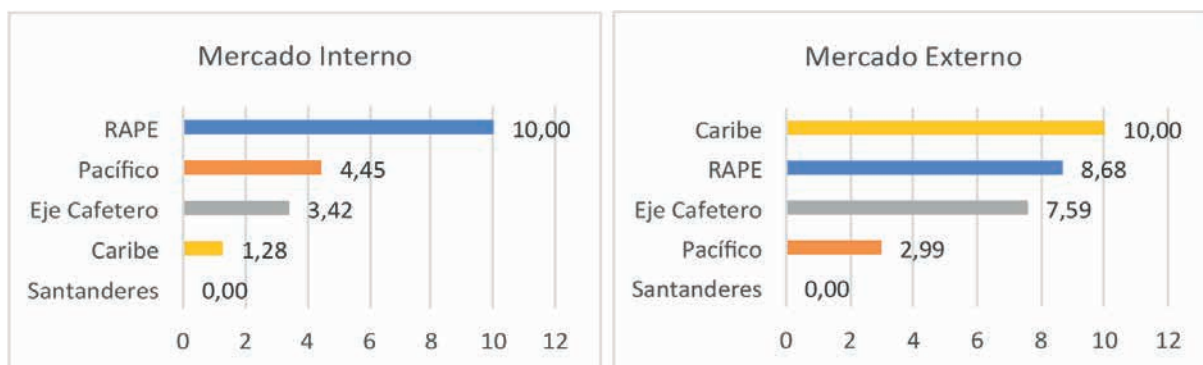 Mercado Interno
RAPE 10,00
Pacífico 4,45
Eje Cafetero 3,42
Caribe 1,28
Santanderes 0,00
0 2 4 6 8 10 12
Mercado Externo
Caribe 10,00
RAPE 8,68
Eje Cafetero 7,59
Pacífico 2,99
Santanderes 0,00
0 2 4 6 8 10 12